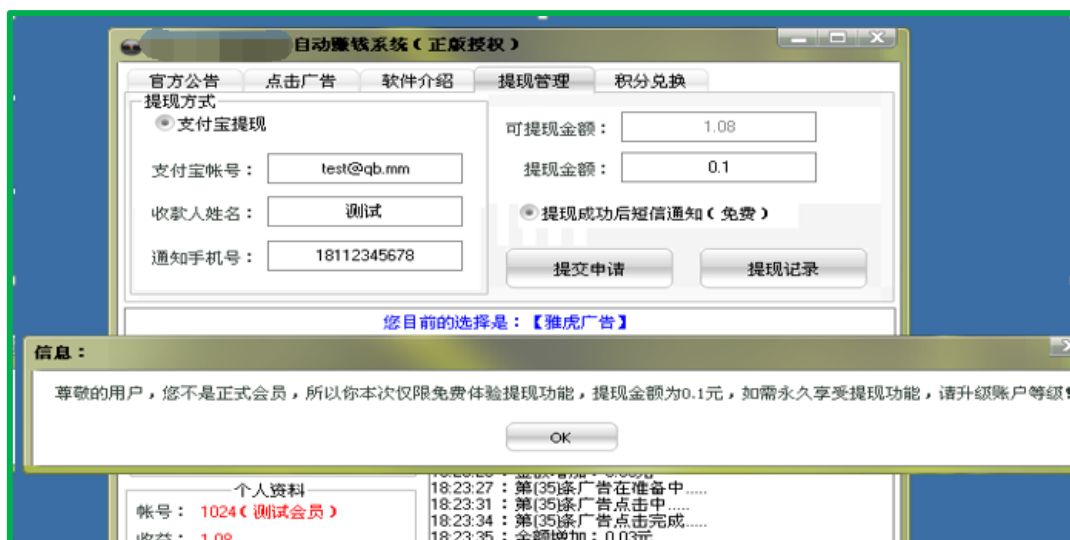 自动赚钱系统(正版授权)
官方公告 点击广告 软件介绍 提现管理 积分兑换
提现方式
支付宝提现
可提现金额: 1.08
支付宝帐号: test@qb.mm
提现金额: 0.1
收款人姓名: 测试
提现成功后短信通知(免费)
通知手机号: 18112345678
提交申请 提现记录
您目前的选择是:【雅虎广告】
信息:
尊敬的用户,您不是正式会员,所以你本次仅限免费体验提现功能,提现金额为0.1元,如需永久享受提现功能,请升级账户等级
OK
个人资料
18:23:27:第(35)条广告在准备中.....
帐号: 1024(测试会员)
18:23:31:第(35)条广告点击中.....
18:23:34:第(35)条广告点击完成.....
收益: 1.08
18:23:35:金额增加:0.03元